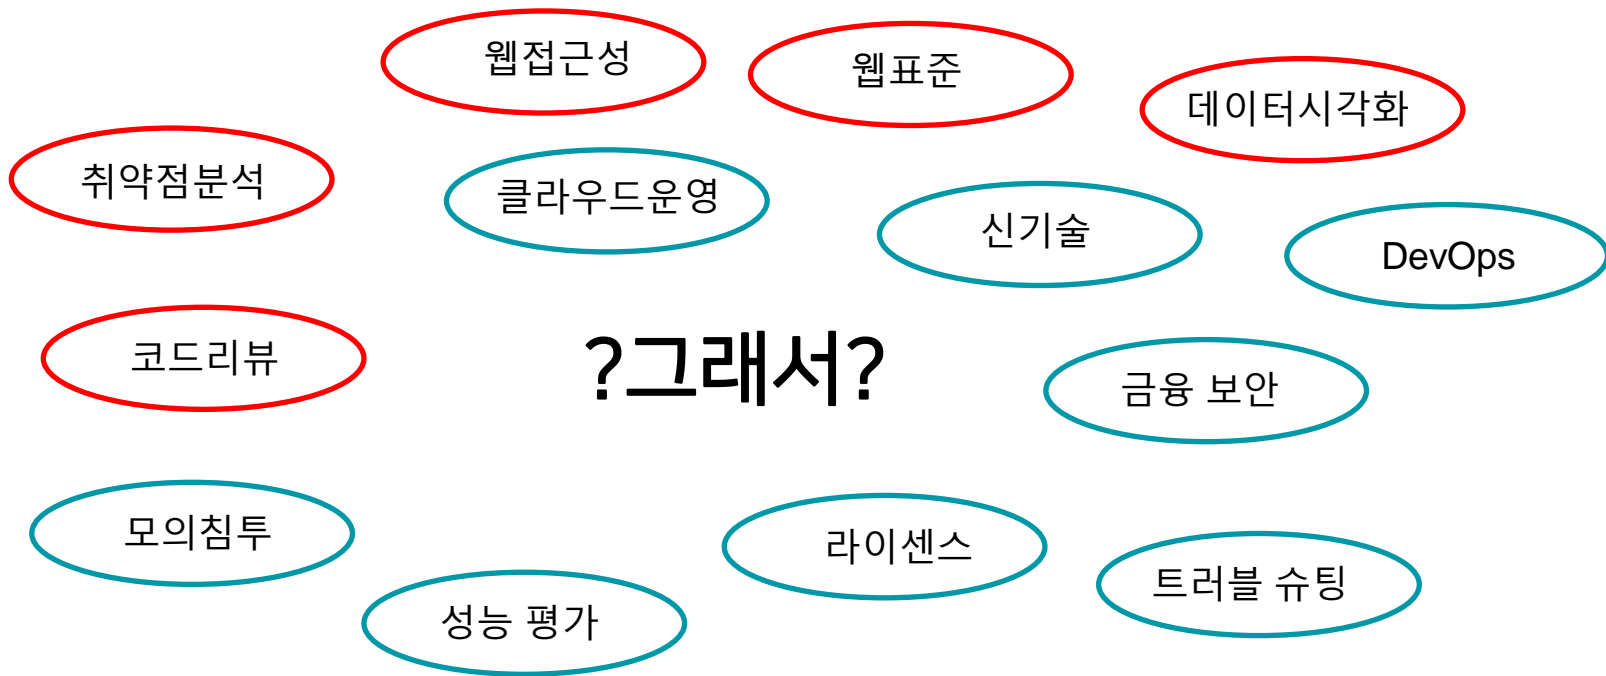 웹접근성
웹표준
데이터시각화
취약점분석
클라우드운영
신기술
DevOps
코드리뷰
?그래서?
금융 보안
모의침투
라이센스
트러블 슈팅
성능 평가